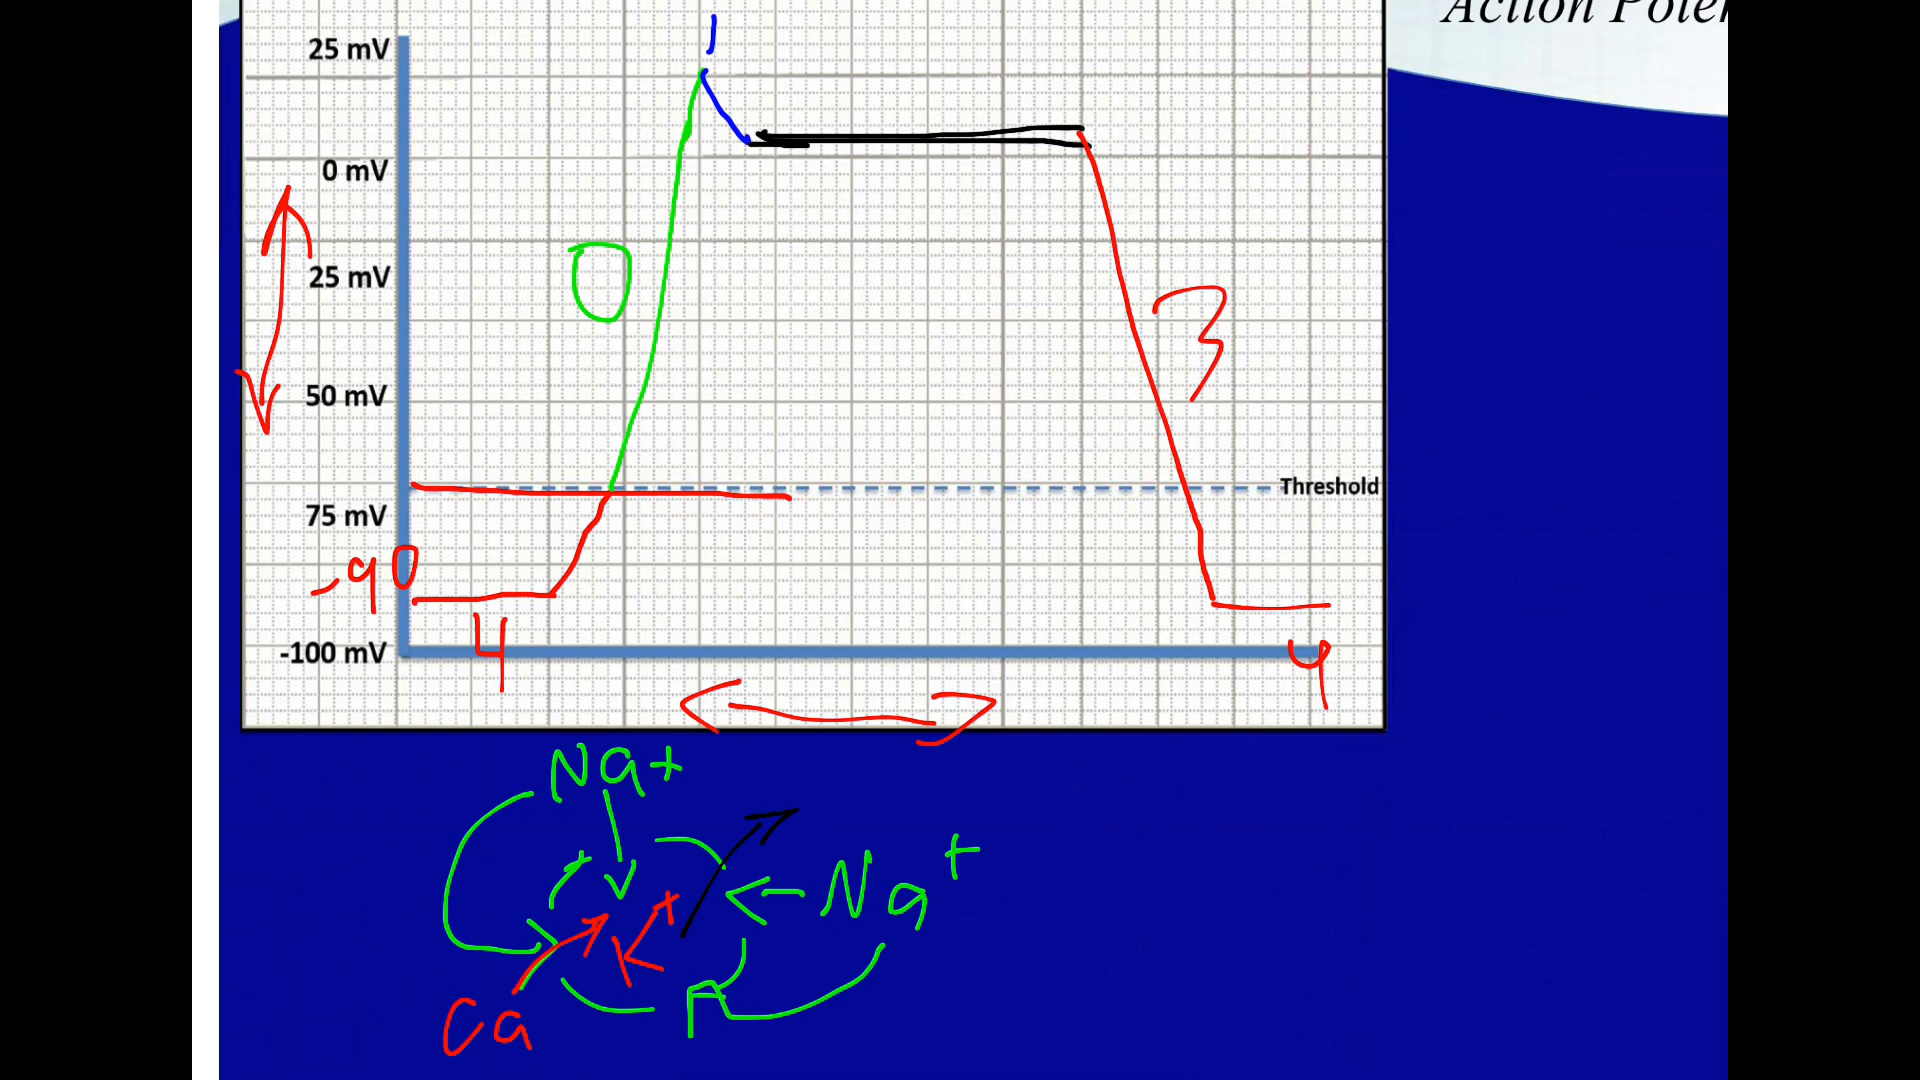 Action Poten
25 mV
1
0 mV
0
25 mV
3
50 mV
Threshold
75 mV
-90
4
-100 mV
4
Na+
Na+
K+
Ca